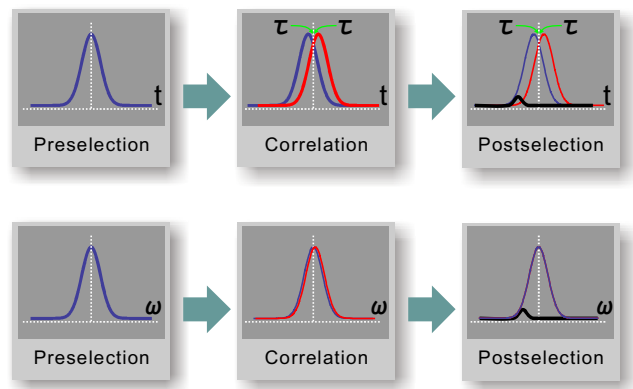 t
Preselection
τ τ
t
Correlation
τ τ
t
Postselection
ω
Preselection
ω
Correlation
ω
Postselection